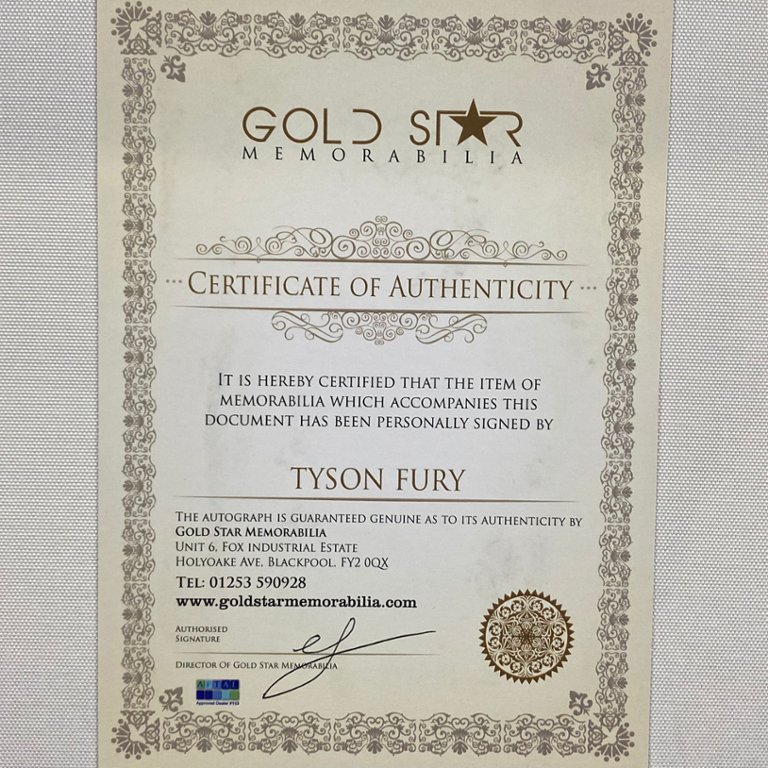 GOLD STAR
MEMORABILIA
CERTIFICATE OF AUTHENTICITY
IT IS HEREBY CERTIFIED THAT THE ITEM OF
MEMORABILIA WHICH ACCOMPANIES THIS
DOCUMENT HAS BEEN PERSONALLY SIGNED BY
TYSON FURY
THE AUTOGRAPH IS GUARANTEED GENUINE AS TO ITS AUTHENTICITY BY
GOLD STAR MEMORABILIA
UNIT 6, FOX INDUSTRIAL ESTATE
HOLYOAKE AVE, BLACKPOOL. FY2 0QX
TEL: 01253 590928
www.goldstarmemorabilia.com
AUTHORISED
SIGNATURE
DIRECTOR OF GOLD STAR MEMORABILIA
AFTAL
Approved Dealer